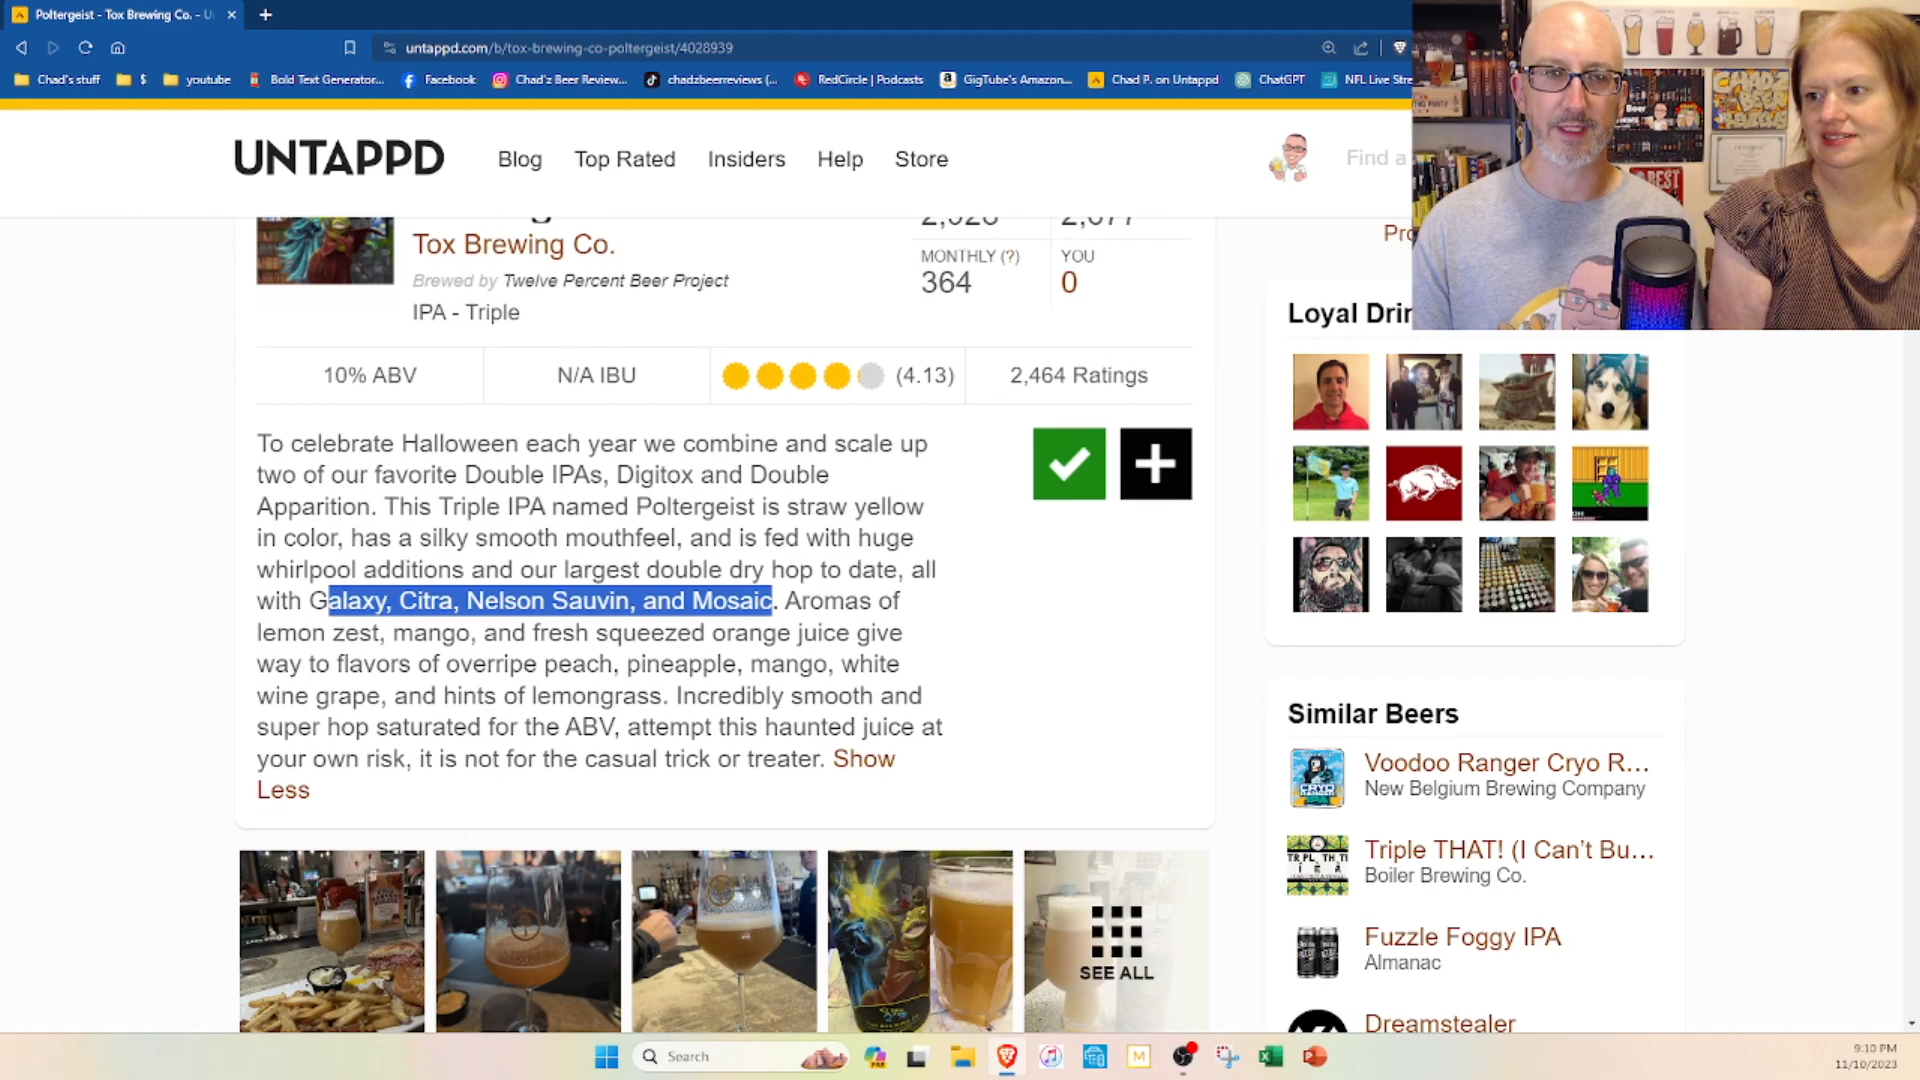 Poltergeist - Tox Brewing Co. - U
untappd.com/b/tox-brewing-co-poltergeist/4028939
Chad's stuff $ youtube Bold Text Generator... Facebook Chad'z Beer Review... chadzbeerreviews (... RedCircle | Podcasts GigTube's Amazon... Chad P. on Untappd ChatGPT NFL Live Stre
UNTAPPD Blog Top Rated Insiders Help Store Find a
Tox Brewing Co.
Brewed by Twelve Percent Beer Project
IPA - Triple
MONTHLY (?) YOU
364 0
10% ABV N/A IBU (4.13) 2,464 Ratings
To celebrate Halloween each year we combine and scale up
two of our favorite Double IPAs, Digitox and Double
Apparition. This Triple IPA named Poltergeist is straw yellow
in color, has a silky smooth mouthfeel, and is fed with huge
whirlpool additions and our largest double dry hop to date, all
with Galaxy, Citra, Nelson Sauvin, and Mosaic. Aromas of
lemon zest, mango, and fresh squeezed orange juice give
way to flavors of overripe peach, pineapple, mango, white
wine grape, and hints of lemongrass. Incredibly smooth and
super hop saturated for the ABV, attempt this haunted juice at
your own risk, it is not for the casual trick or treater. Show
Less
SEE ALL
Pro
Loyal Drin
Similar Beers
Voodoo Ranger Cryo R...
New Belgium Brewing Company
Triple THAT! (I Can't Bu...
Boiler Brewing Co.
Fuzzle Foggy IPA
Almanac
Dreamstealer
Search
9:10 PM
11/10/2023